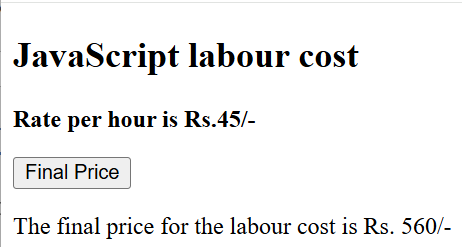 JavaScript labour cost
Rate per hour is Rs.45/-
Final Price
The final price for the labour cost is Rs. 560/-